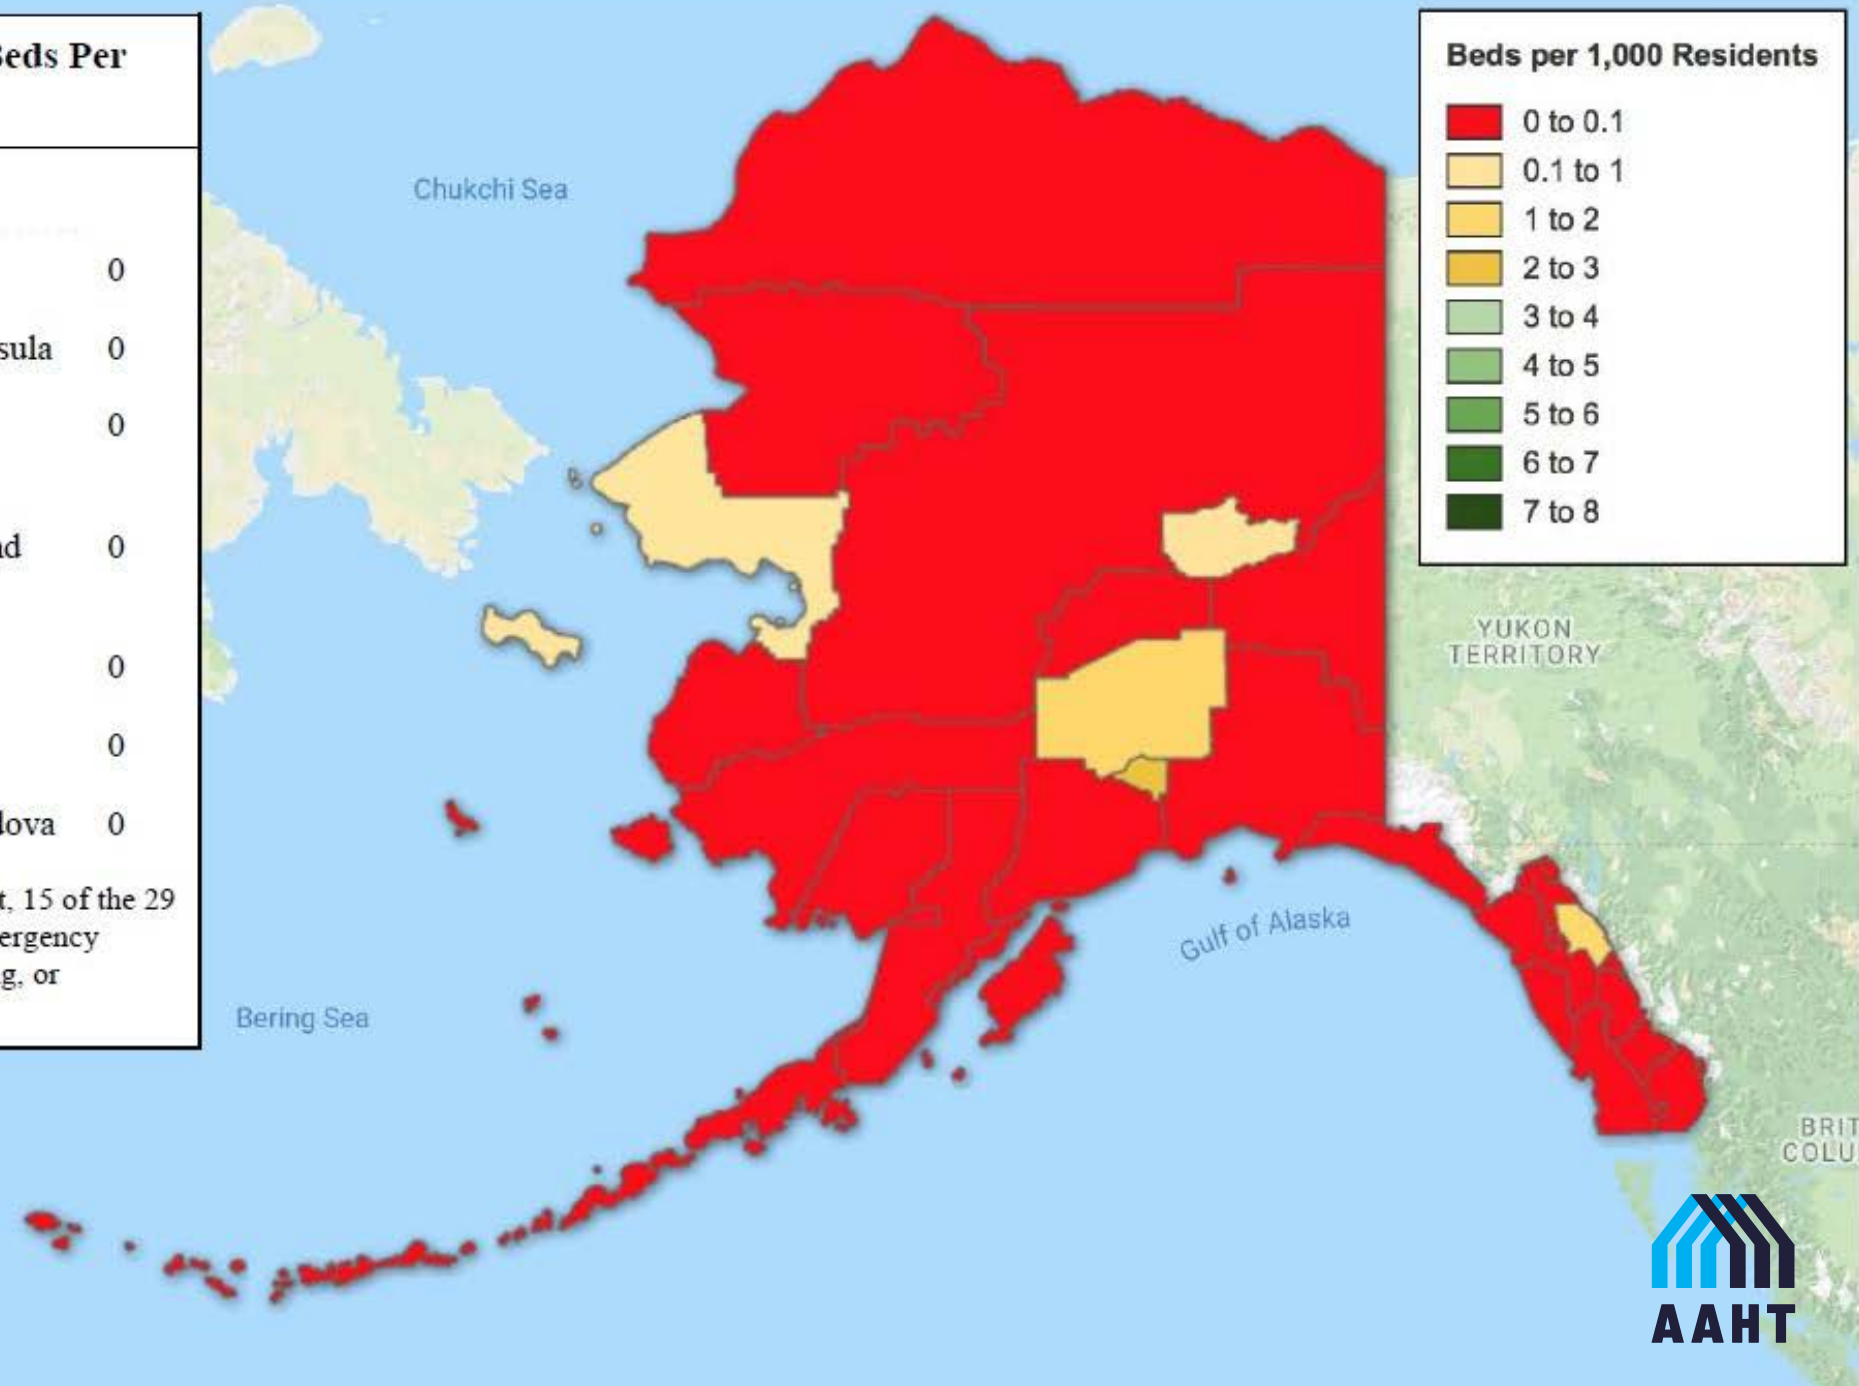 Beds Per
0
sula 0
0
nd 0
0
0
dova 0
t, 15 of the 29
ergency
g, or
Chukchi Sea
Bering Sea
Gulf of Alaska
YUKON
TERRITORY
BRIT
COLU
Beds per 1,000 Residents
0 to 0.1
0.1 to 1
1 to 2
2 to 3
3 to 4
4 to 5
5 to 6
6 to 7
7 to 8
AAHT